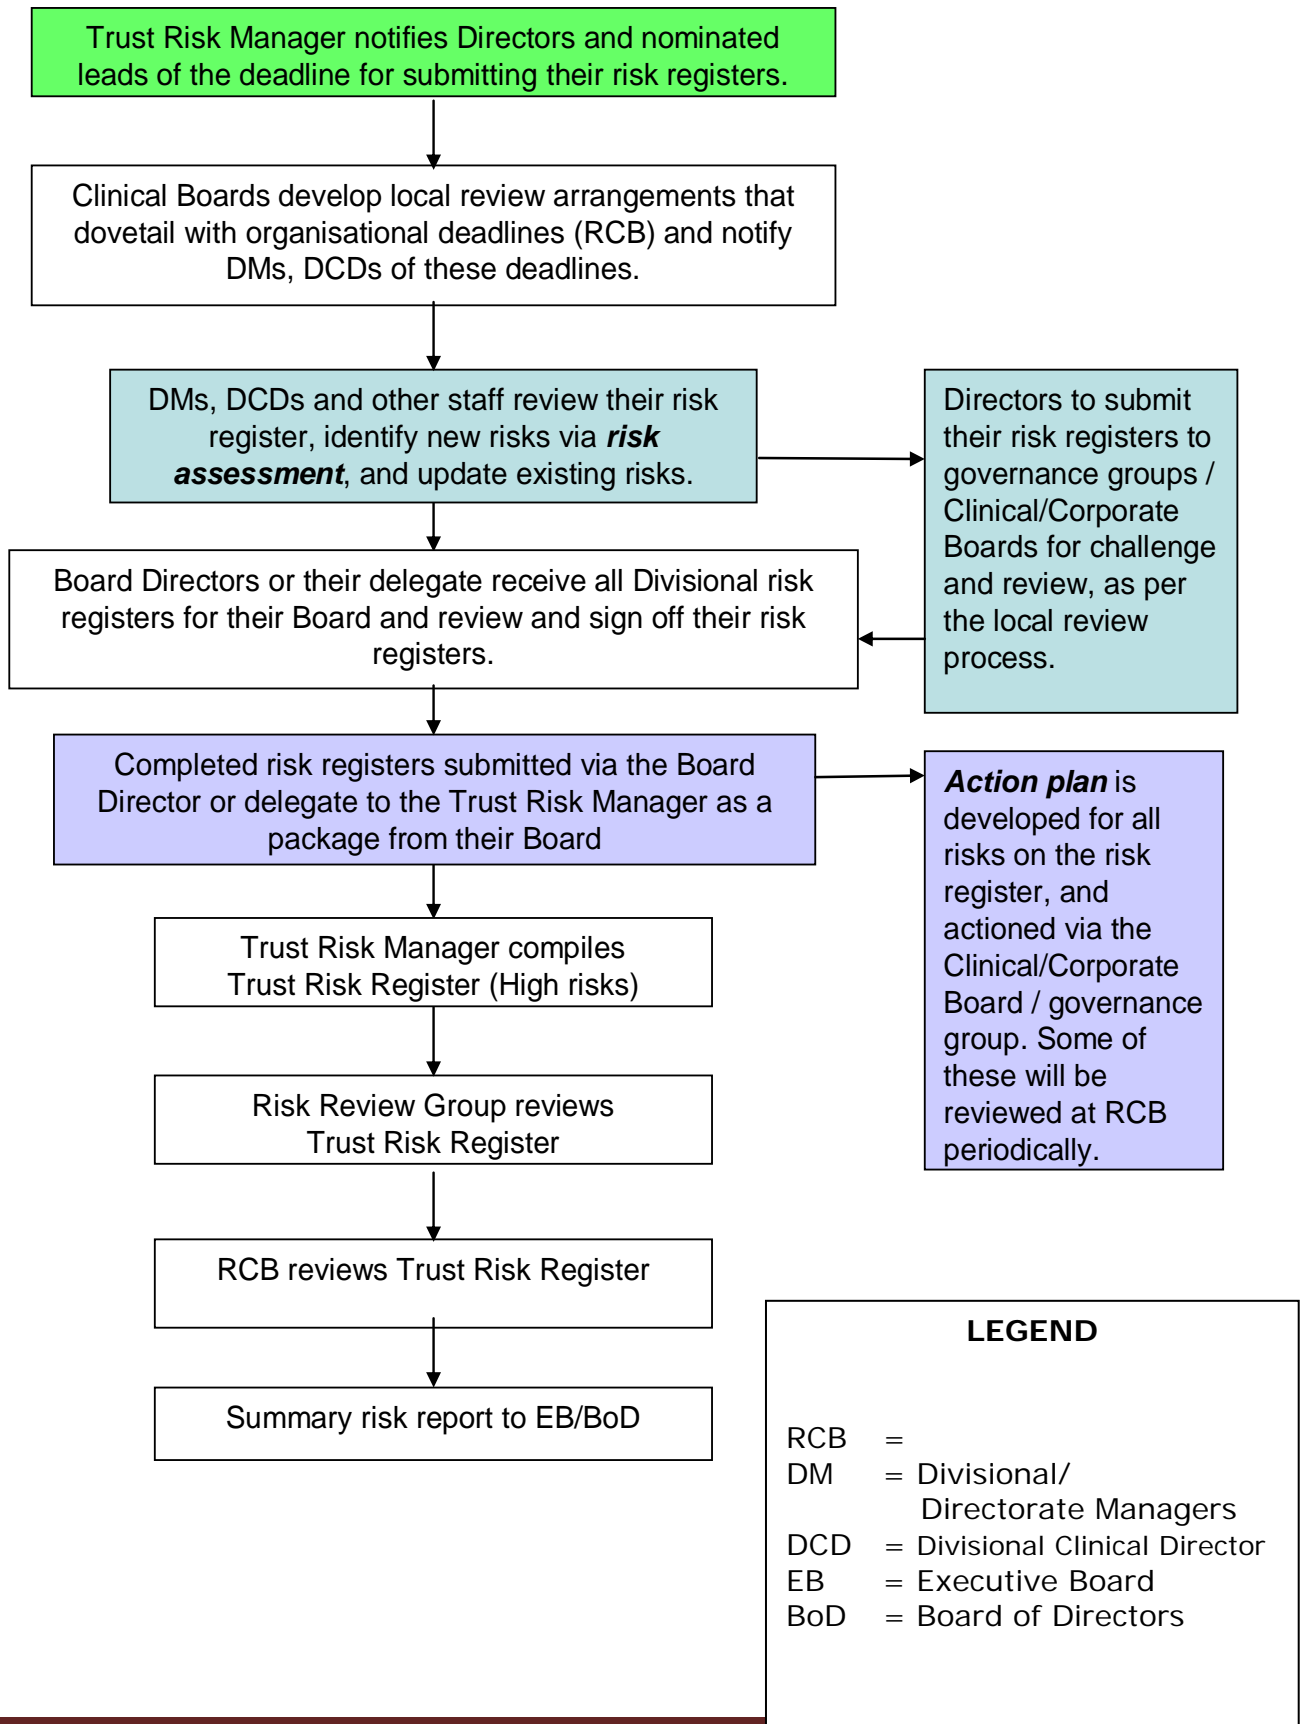 Trust Risk Manager notifies Directors and nominated
leads of the deadline for submitting their risk registers.
Clinical Boards develop local review arrangements that
dovetail with organisational deadlines (RCB) and notify
DMs, DCDs of these deadlines.
DMs, DCDs and other staff review their risk
register, identify new risks via risk
assessment, and update existing risks.
Directors to submit
their risk registers to
governance groups /
Clinical/Corporate
Boards for challenge
and review, as per
the local review
process.
Board Directors or their delegate receive all Divisional risk
registers for their Board and review and sign off their risk
registers.
Completed risk registers submitted via the Board
Director or delegate to the Trust Risk Manager as a
package from their Board
Action plan is
developed for all
risks on the risk
register, and
actioned via the
Clinical/Corporate
Board / governance
group. Some of
these will be
reviewed at RCB
periodically.
Trust Risk Manager compiles
Trust Risk Register (High risks)
Risk Review Group reviews
Trust Risk Register
RCB reviews Trust Risk Register
Summary risk report to EB/BoD
LEGEND
RCB =
DM = Divisional/
Directorate Managers
DCD = Divisional Clinical Director
EB = Executive Board
BoD = Board of Directors